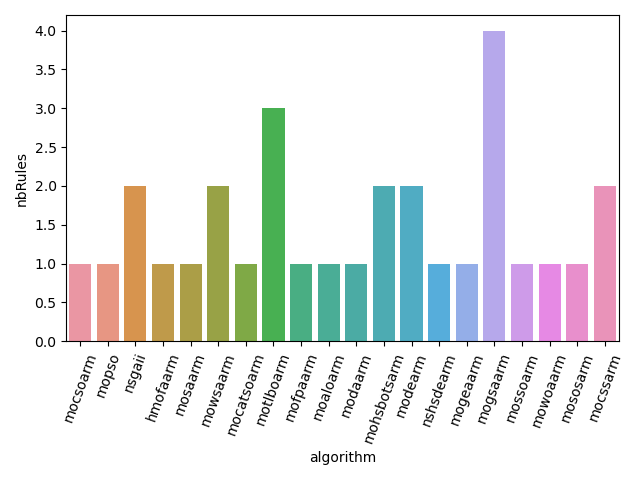 4.0
3.5
3.0
2.5
2.0
1.5
1.0
0.5
0.0
nbRules
mocsoarm
mopso
nsgaii
hmofaarm
mosaarm
mowsaarm
mocatsoarm
motlboarm
mofpaarm
moaloarm
modaarm
mohsbotsarm
modearm
nshsdearm
mogeaarm
mogsaarm
mossoarm
mowoaarm
mososarm
mocssarm
algorithm